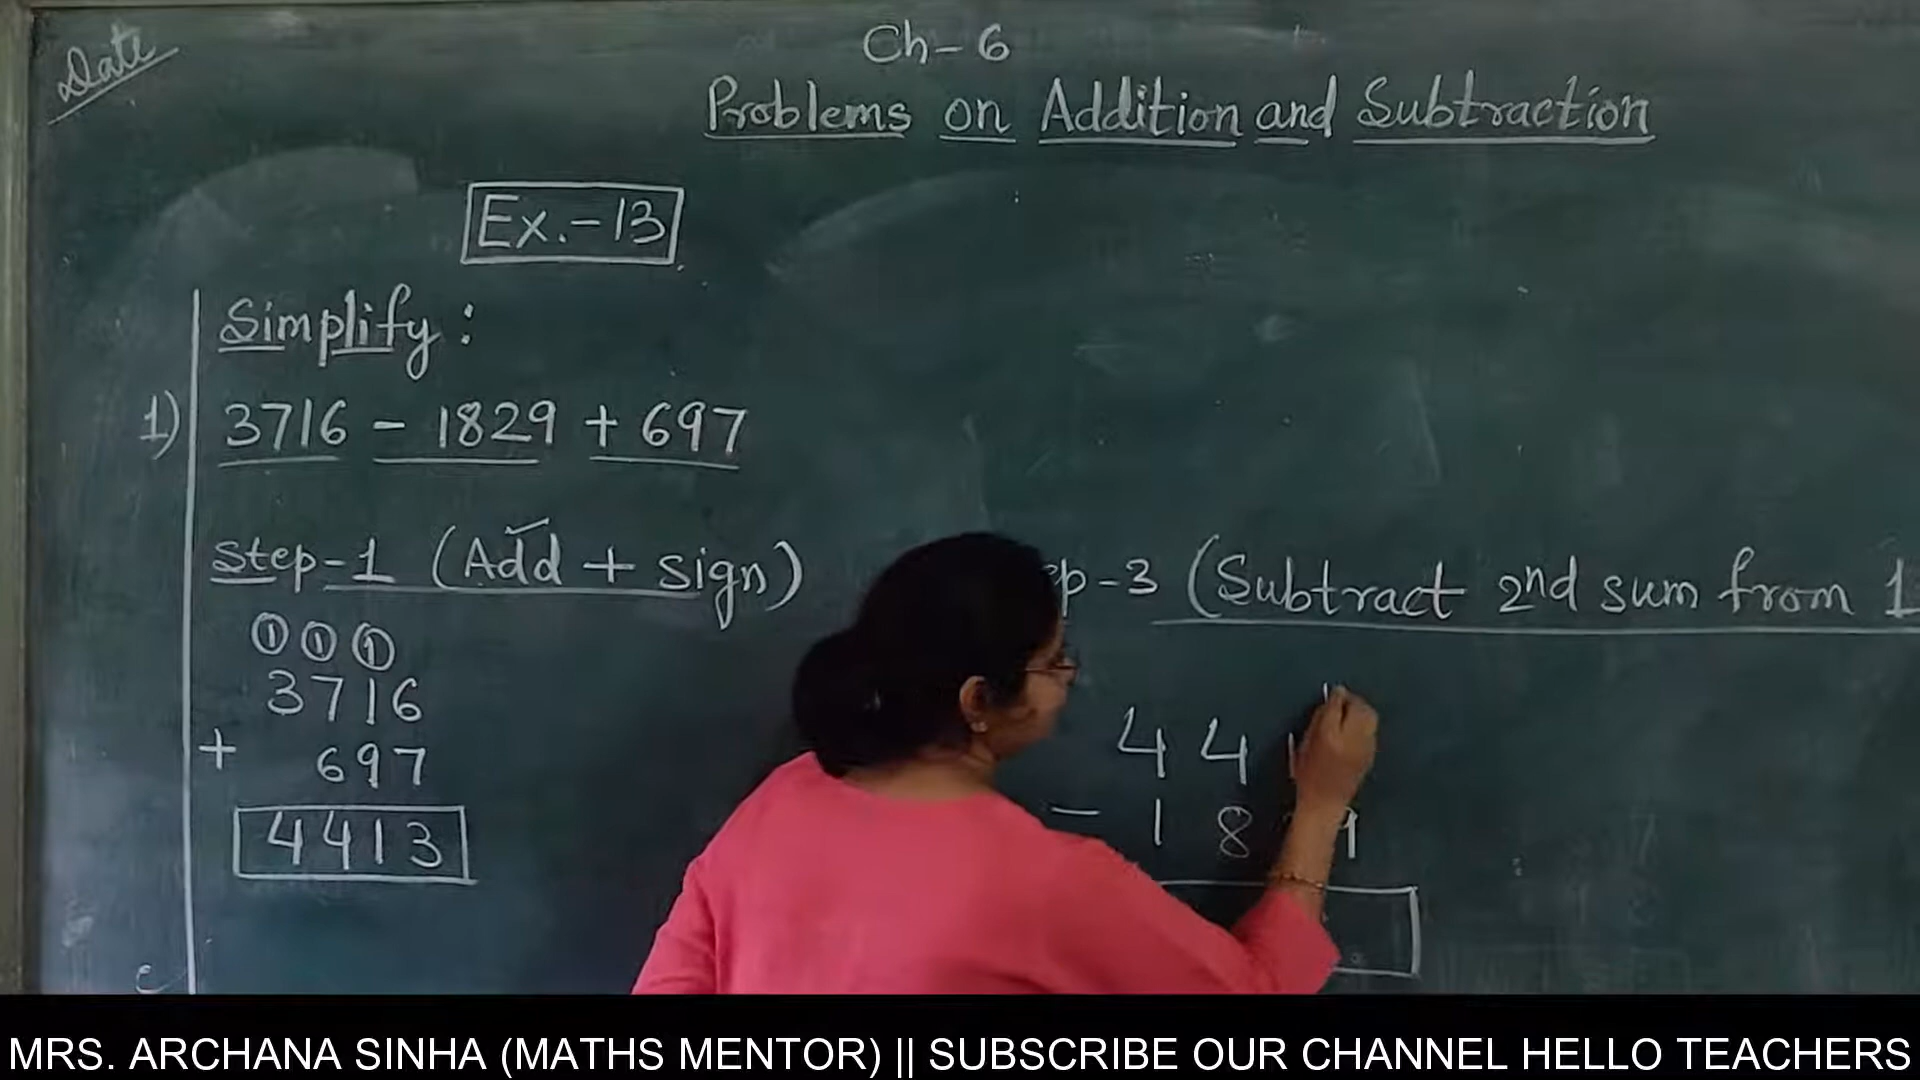 Date
Ch-6
Problems on Addition and Subtraction
Ex.-13
Simplify:
1) 3716 - 1829 + 697
Step-1 (Add + sign)
① ① ①
3716
+ 697
4413
p-3 (Subtract 2nd sum from 1
4 4 1
- 1 8 9
MRS. ARCHANA SINHA (MATHS MENTOR) || SUBSCRIBE OUR CHANNEL HELLO TEACHERS